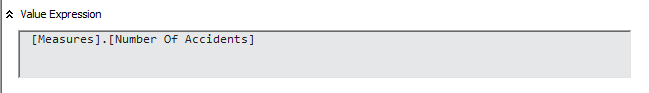 Value Expression
[Measures].[Number Of Accidents]